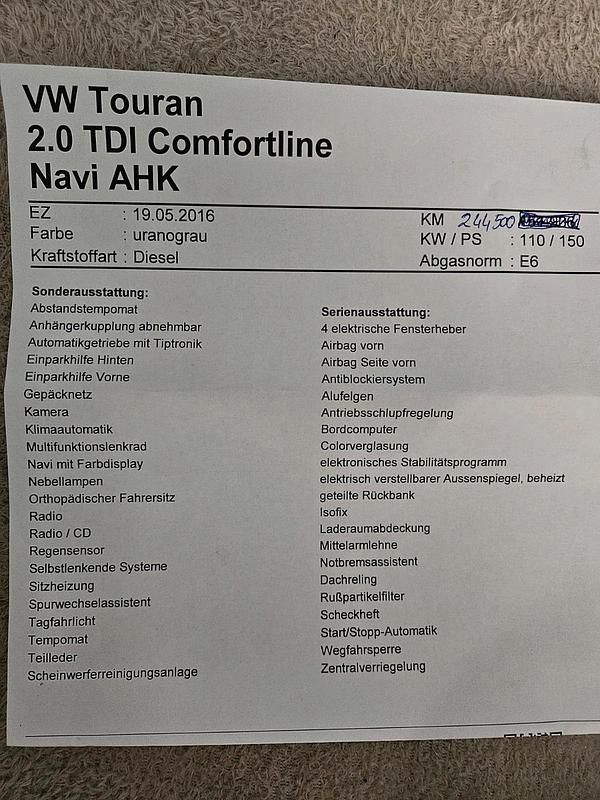 VW Touran
2.0 TDI Comfortline
Navi AHK
EZ : 19.05.2016
Farbe : uranograu
Kraftstoffart : Diesel
KM 244,500
KW / PS : 110 / 150
Abgasnorm : E6
Sonderausstattung:
Abstandstempomat
Anhängerkupplung abnehmbar
Automatikgetriebe mit Tiptronik
Einparkhilfe Hinten
Einparkhilfe Vorne
Gepäcknetz
Kamera
Klimaautomatik
Multifunktionslenkrad
Navi mit Farbdisplay
Nebellampen
Orthopädischer Fahrersitz
Radio
Radio / CD
Regensensor
Selbstlenkende Systeme
Sitzheizung
Spurwechselassistent
Tagfahrlicht
Tempomat
Teilleder
Scheinwerferreinigungsanlage
Serienausstattung:
4 elektrische Fensterheber
Airbag vorn
Airbag Seite vorn
Antiblockiersystem
Alufelgen
Antriebsschlupfregelung
Bordcomputer
Colorverglasung
elektronisches Stabilitätsprogramm
elektrisch verstellbarer Aussenspiegel, beheizt
geteilte Rückbank
Isofix
Laderaumabdeckung
Mittelarmlehne
Notbremsassistent
Dachreling
Rußpartikelfilter
Scheckheft
Start/Stopp-Automatik
Wegfahrsperre
Zentralverriegelung